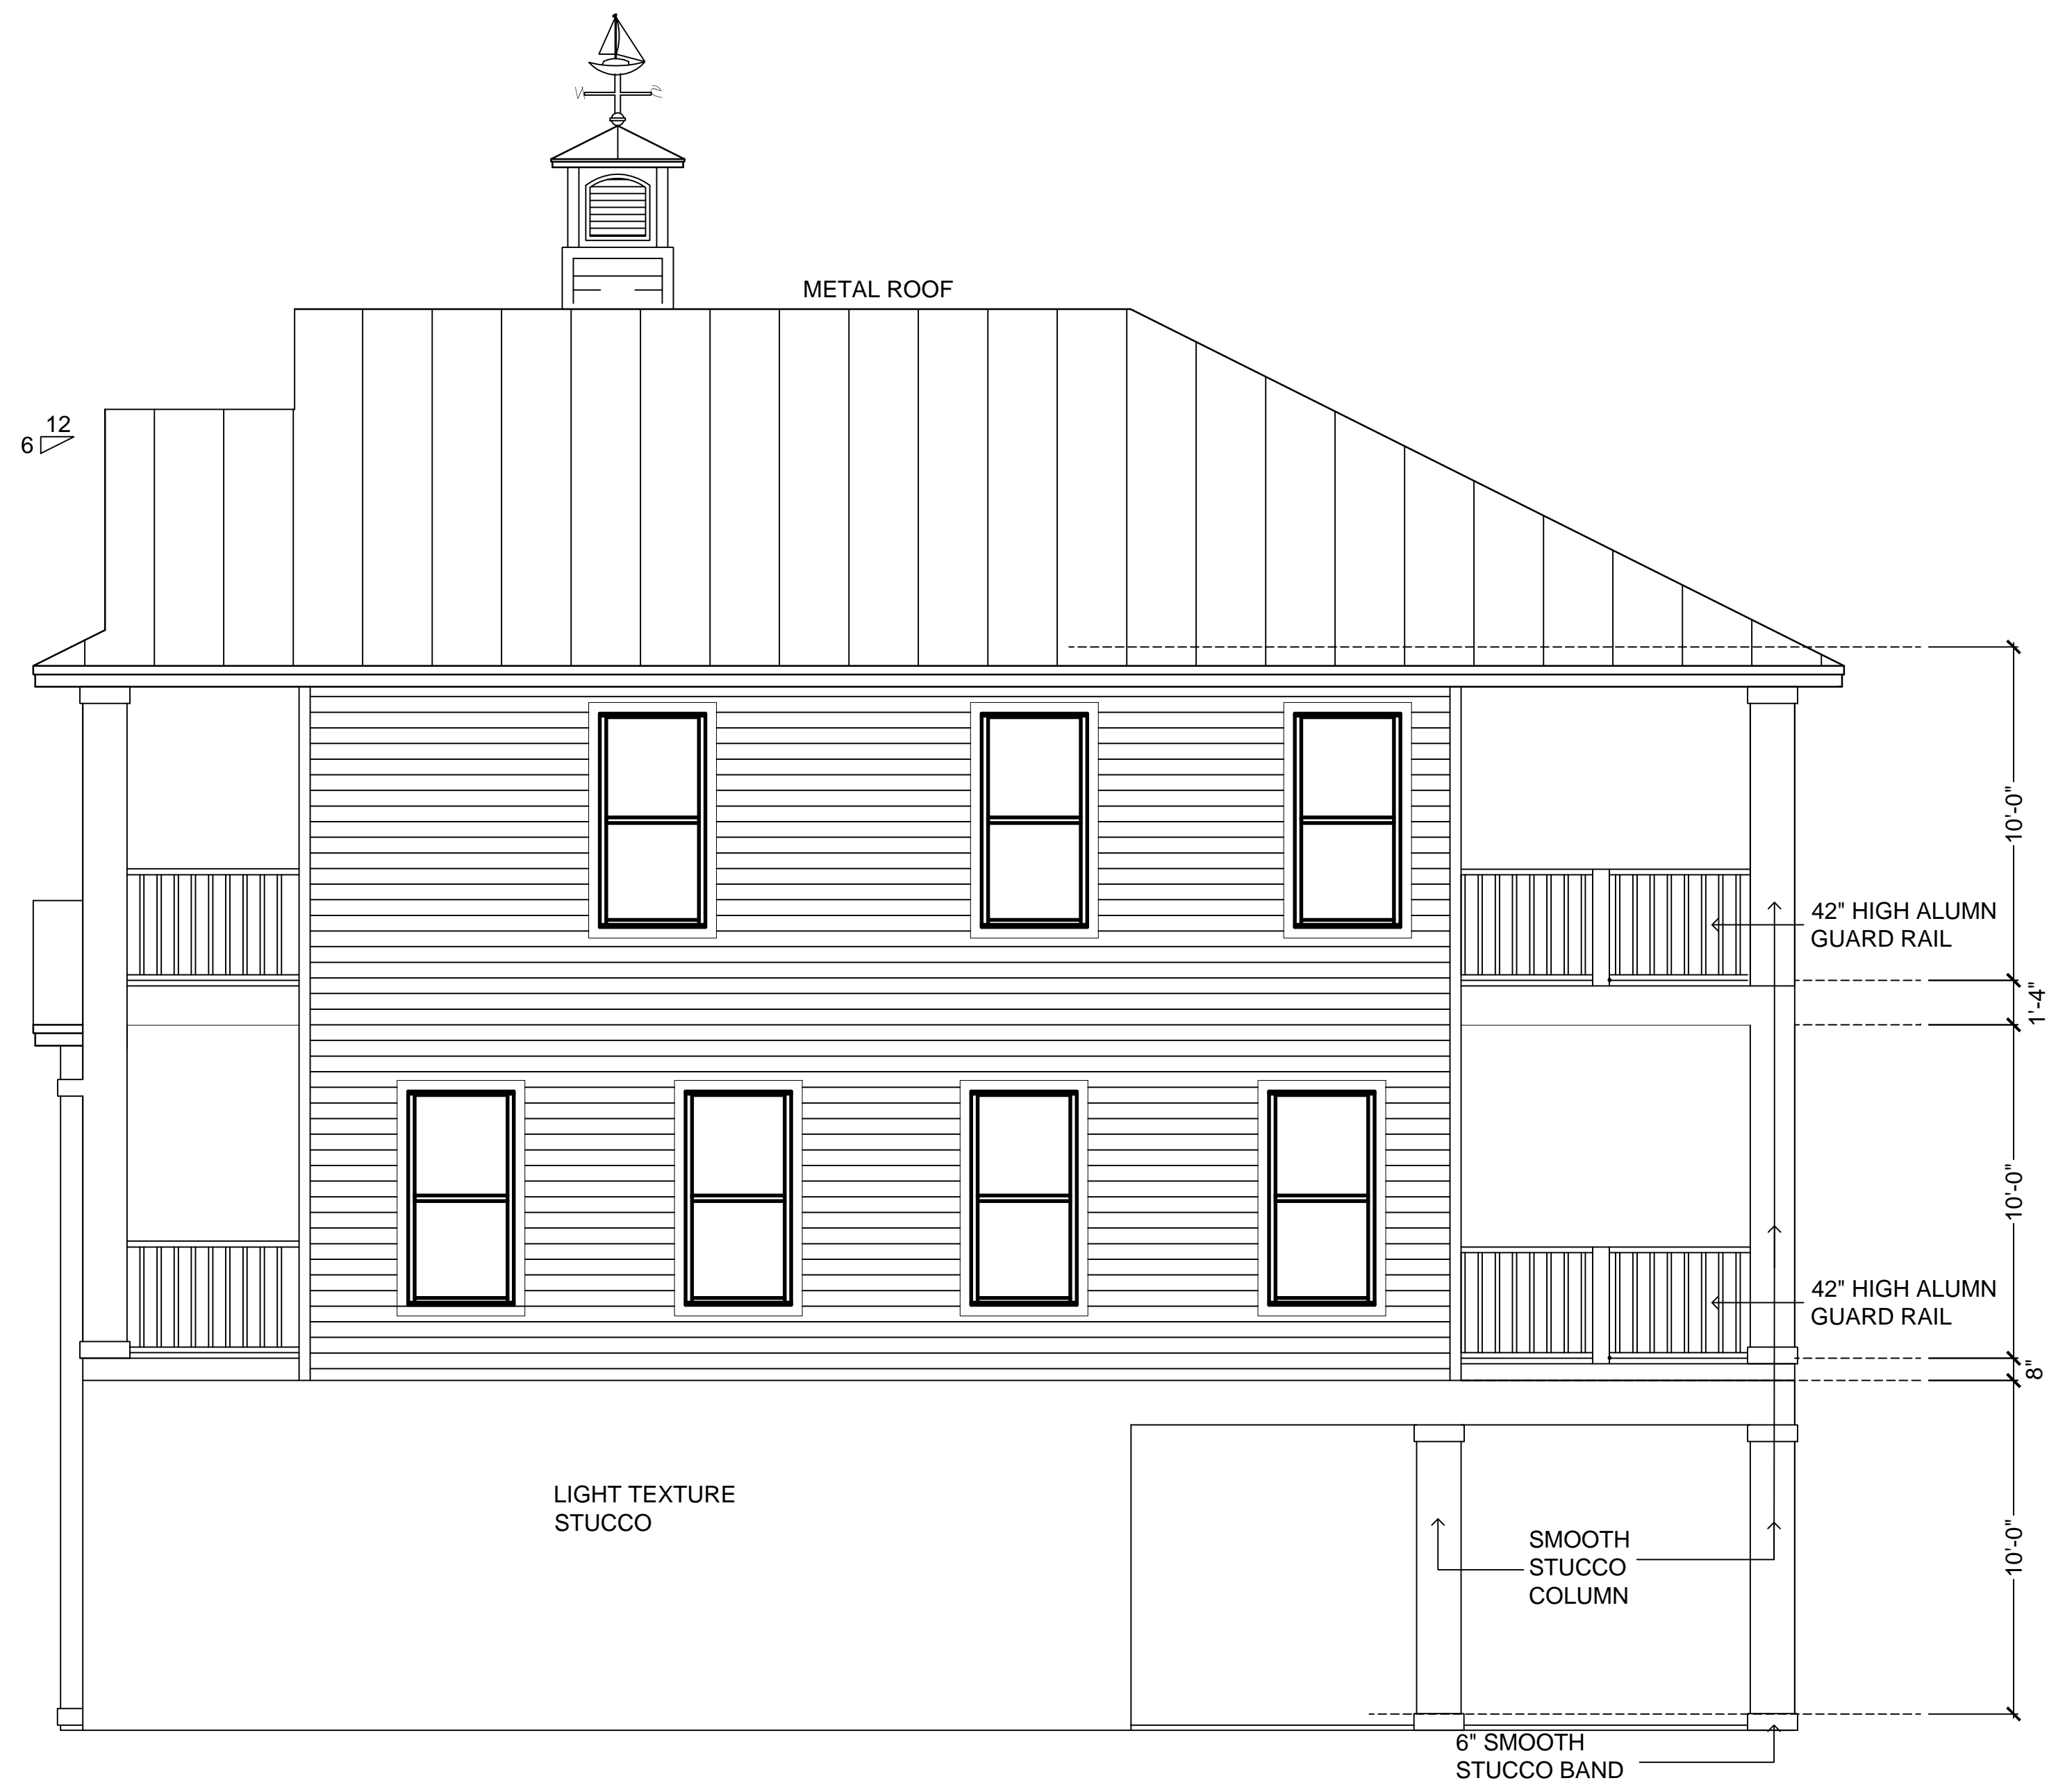 N S
METAL ROOF
12
6
10'-0"
42" HIGH ALUMN
GUARD RAIL
1'-4"
10'-0"
42" HIGH ALUMN
GUARD RAIL
8"
LIGHT TEXTURE
STUCCO
SMOOTH
STUCCO
COLUMN
10'-0"
6" SMOOTH
STUCCO BAND